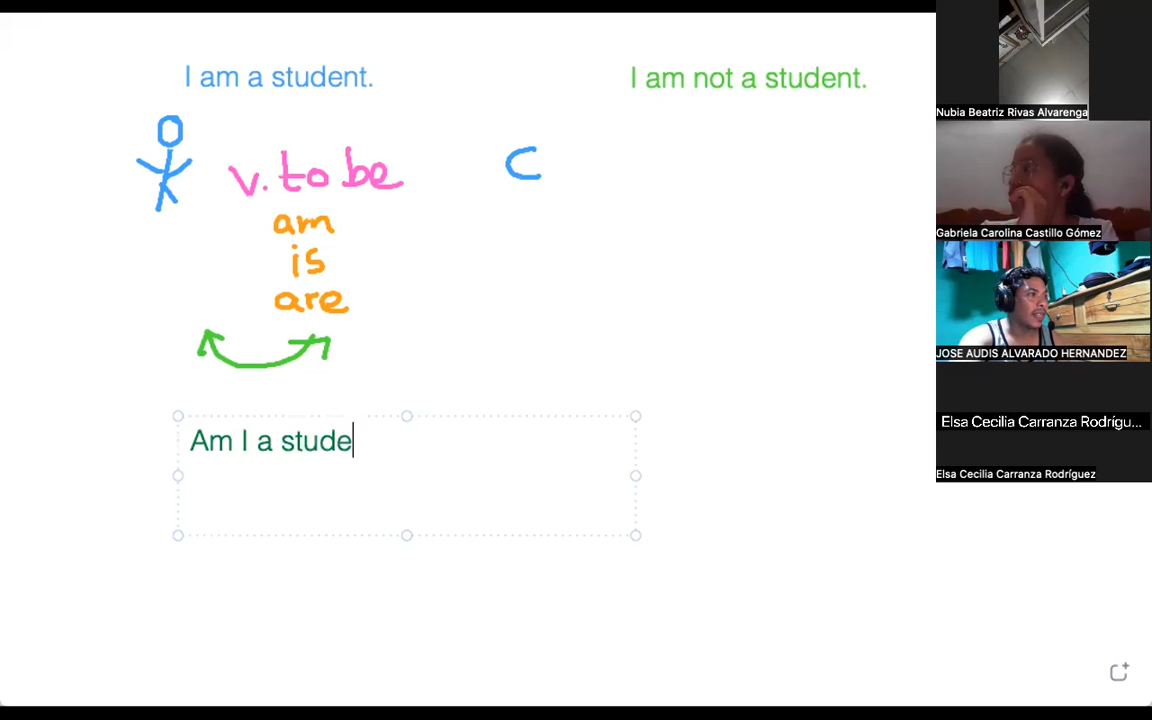 I am a student.
I am not a student.
v. to be
C
am
is
are
Am I a stude
Nubia Beatriz Rivas Alvarenga
Gabriela Carolina Castillo Gómez
JOSE AUDIS ALVARADO HERNANDEZ
Elsa Cecilia Carranza Rodrígu...
Elsa Cecilia Carranza Rodríguez